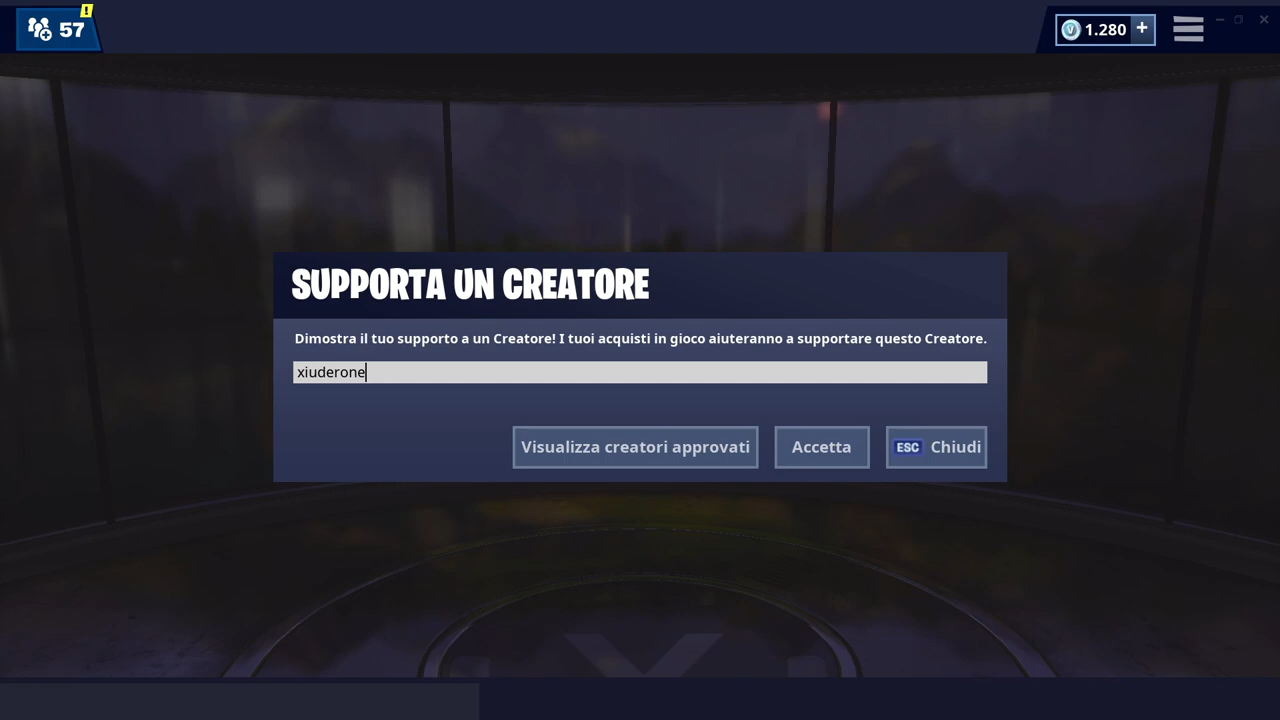 57
!
1.280 +
SUPPORTA UN CREATORE
Dimostra il tuo supporto a un Creatore! I tuoi acquisti in gioco aiuteranno a supportare questo Creatore.
xiuderone
Visualizza creatori approvati
Accetta
ESC Chiudi